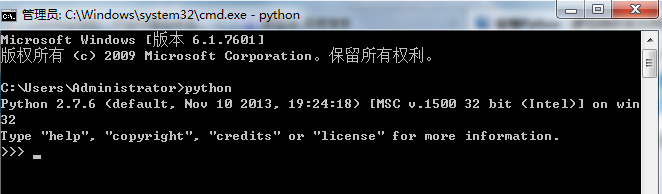 管理员: C:\Windows\system32\cmd.exe - python
Microsoft Windows [版本 6.1.7601]
版权所有 (c) 2009 Microsoft Corporation。保留所有权利。
C:\Users\Administrator>python
Python 2.7.6 (default, Nov 10 2013, 19:24:18) [MSC v.1500 32 bit (Intel)] on win
32
Type "help", "copyright", "credits" or "license" for more information.
>>> _